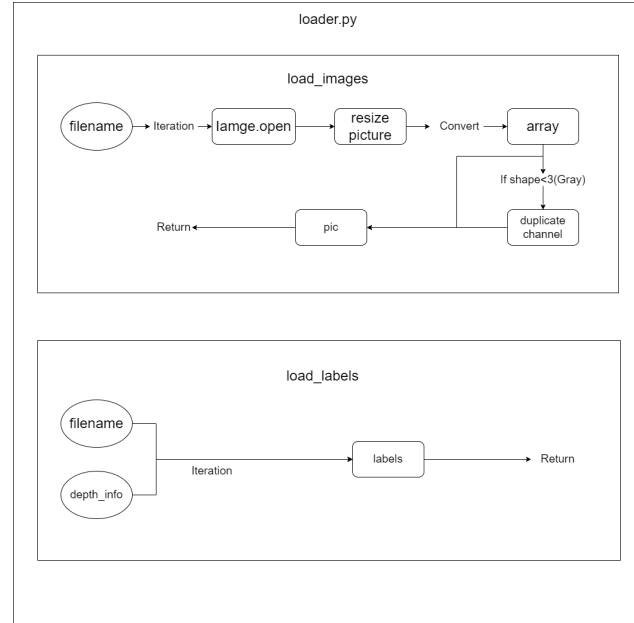 loader.py
load_images
filename
Iteration
Iamge.open
resize
picture
Convert
array
If shape<3(Gray)
duplicate
channel
pic
Return
load_labels
filename
depth_info
Iteration
labels
Return